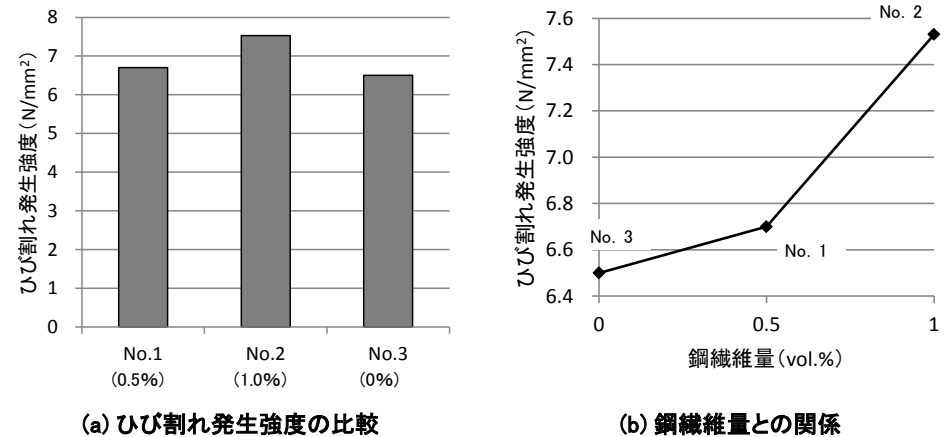 ひび割れ発生強度（N/mm²）
8
7
6
5
4
3
2
1
0
No.1
No.2
No.3
（0.5%）
（1.0%）
（0%）
(a) ひび割れ発生強度の比較
ひび割れ発生強度（N/mm²）
7.6
7.4
7.2
7.0
6.8
6.6
6.4
No. 2
No. 3
No. 1
0
0.5
1
鋼繊維量（vol.%）
(b) 鋼繊維量との関係